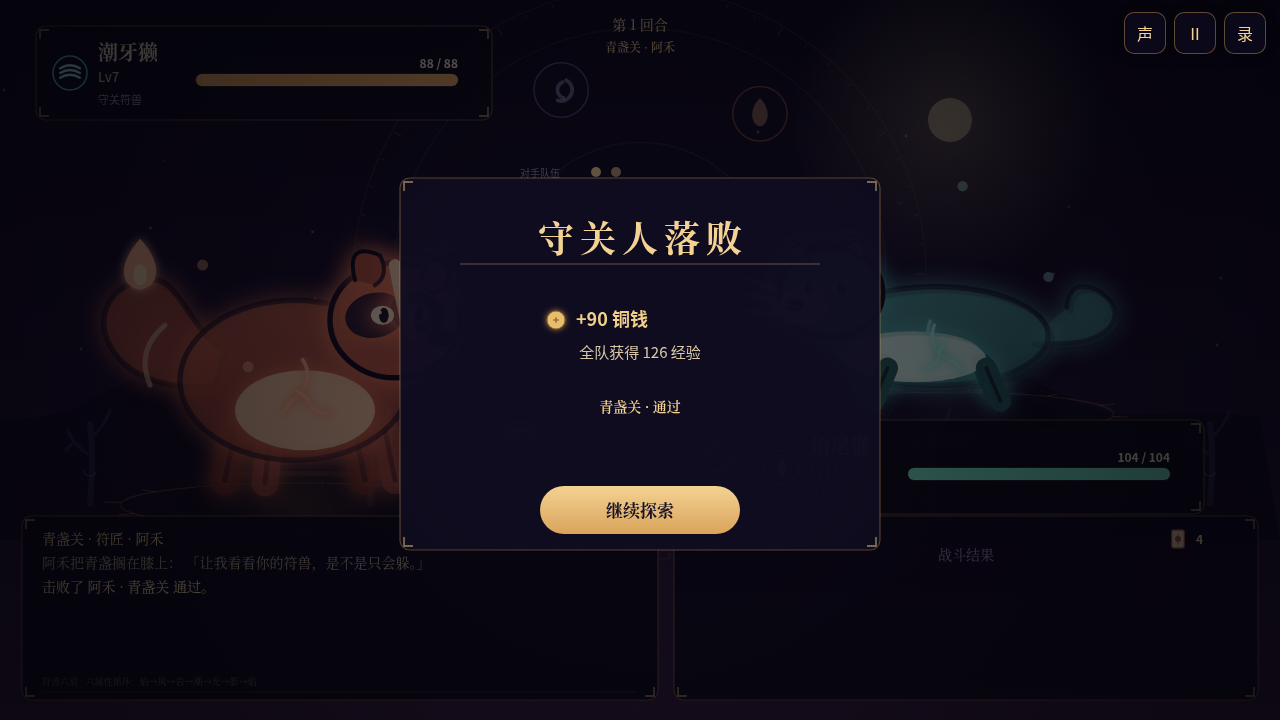 第 1 回合
青盏关 · 阿禾
声
II
录
潮牙獭
Lv7
守关符兽
88 / 88
对手队伍
守关人落败
+90 铜钱
全队获得 126 经验
青盏关 · 通过
继续探索
104 / 104
青盏关 · 符匠 · 阿禾
阿禾把青盏搁在膝上: 「让我看看你的符兽，是不是只会躲。」
击败了 阿禾 · 青盏关 通过。
战斗结果
4